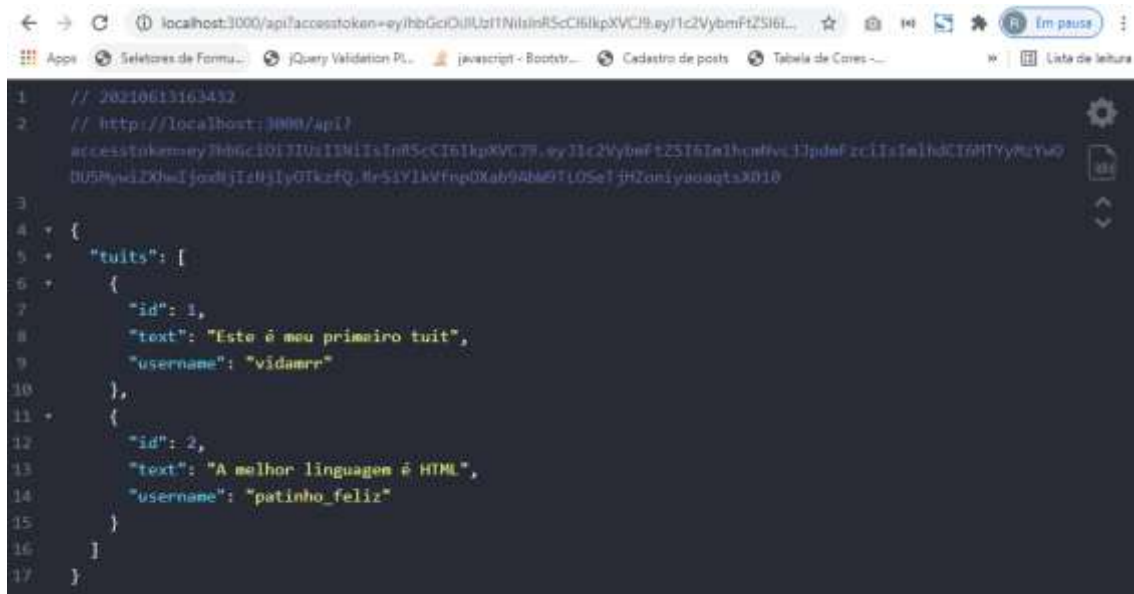 localhost:3000/api?accesstoken=
Em pausa
Apps Seletores de Formu... jQuery Validation Pl... javascript - Bootstr... Cadastro de posts Tabela de Cores -... » Lista de leitura
1 // 20210613163432
2 // http://localhost:3000/api?
3
4 {
5 "tuits": [
6 {
7 "id": 1,
8 "text": "Este é meu primeiro tuit",
9 "username": "vidamrr"
10 },
11 {
12 "id": 2,
13 "text": "A melhor linguagem é HTML",
14 "username": "patinho_feliz"
15 }
16 ]
17 }